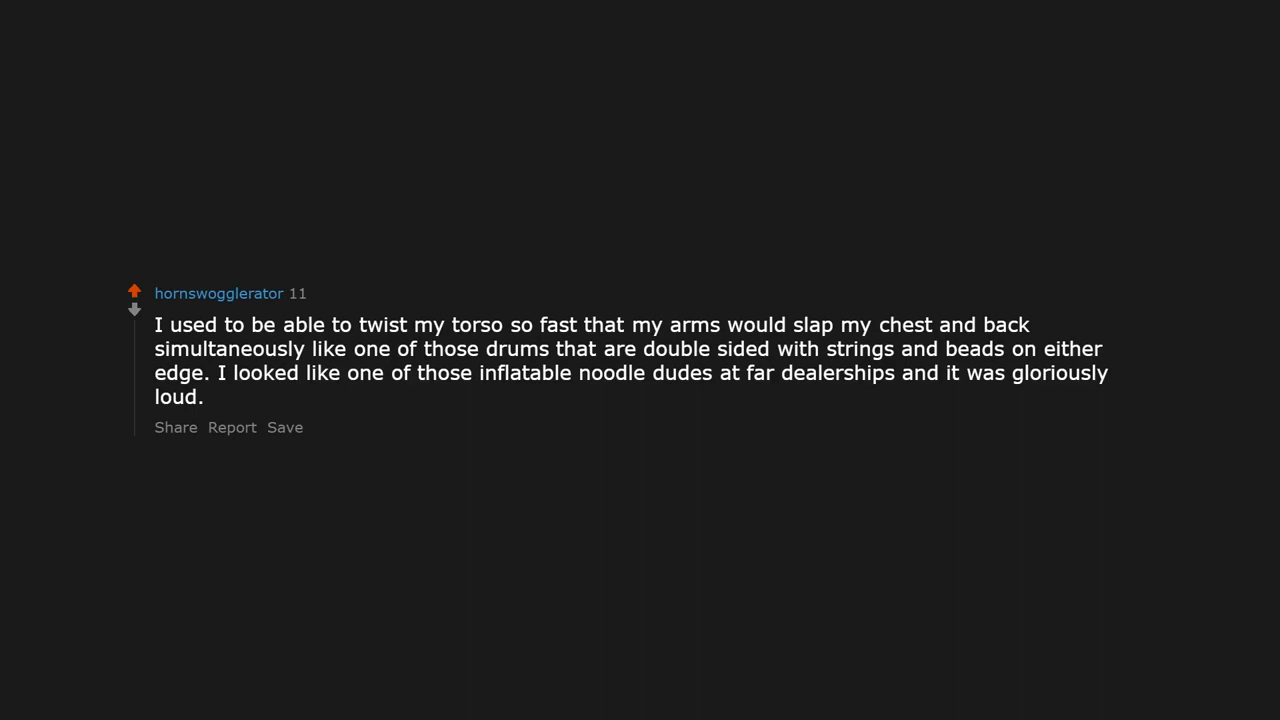 hornswogglerator 11
I used to be able to twist my torso so fast that my arms would slap my chest and back
simultaneously like one of those drums that are double sided with strings and beads on either
edge. I looked like one of those inflatable noodle dudes at far dealerships and it was gloriously
loud.
Share Report Save